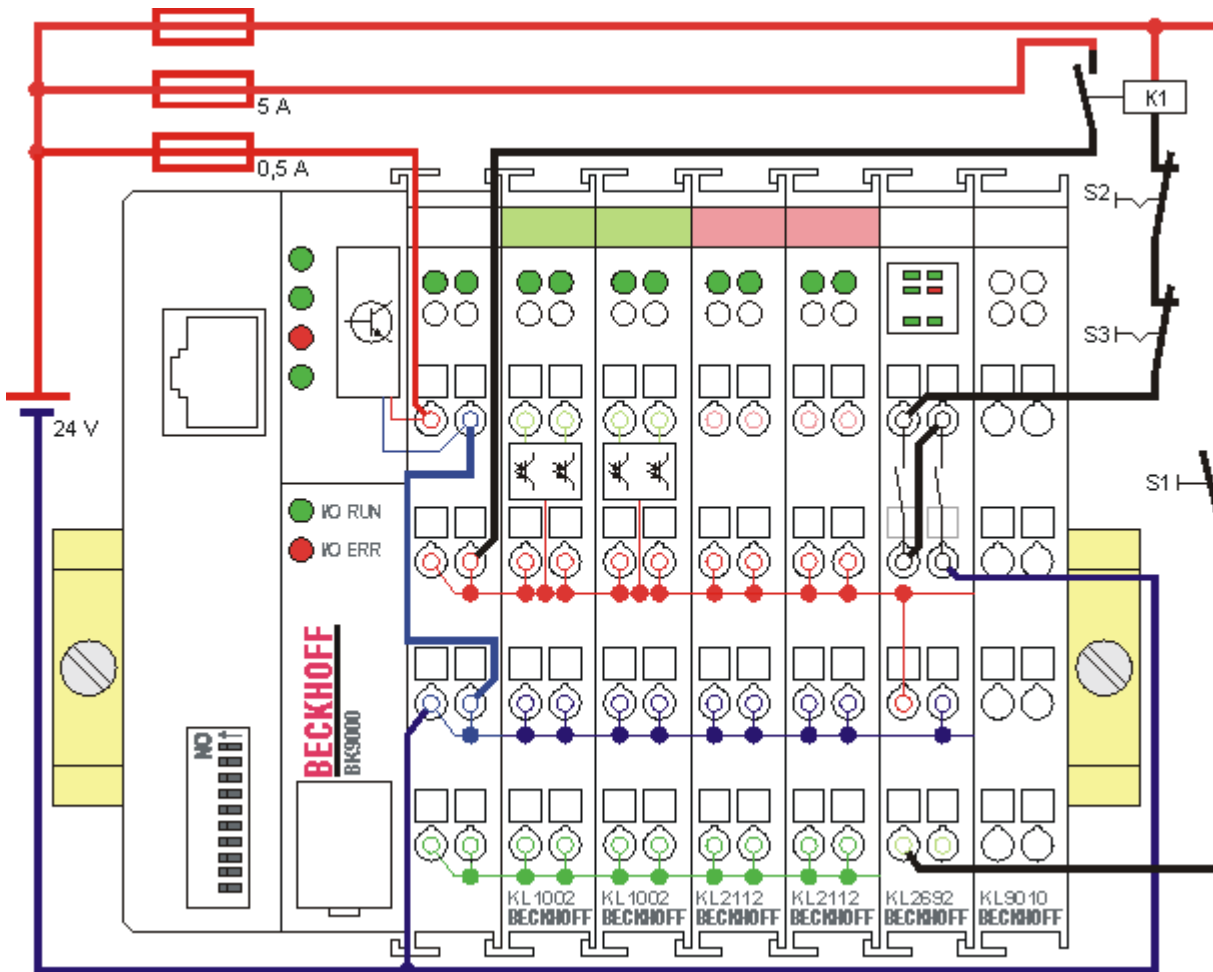 5 A
K1
0,5 A
S2
S3
24 V
S1
I/O RUN
I/O ERR
BECKHOFF
BK9000
NO
KL1002
BECKHOFF
KL1002
BECKHOFF
KL2112
BECKHOFF
KL2112
BECKHOFF
KL2692
BECKHOFF
KL9010
BECKHOFF